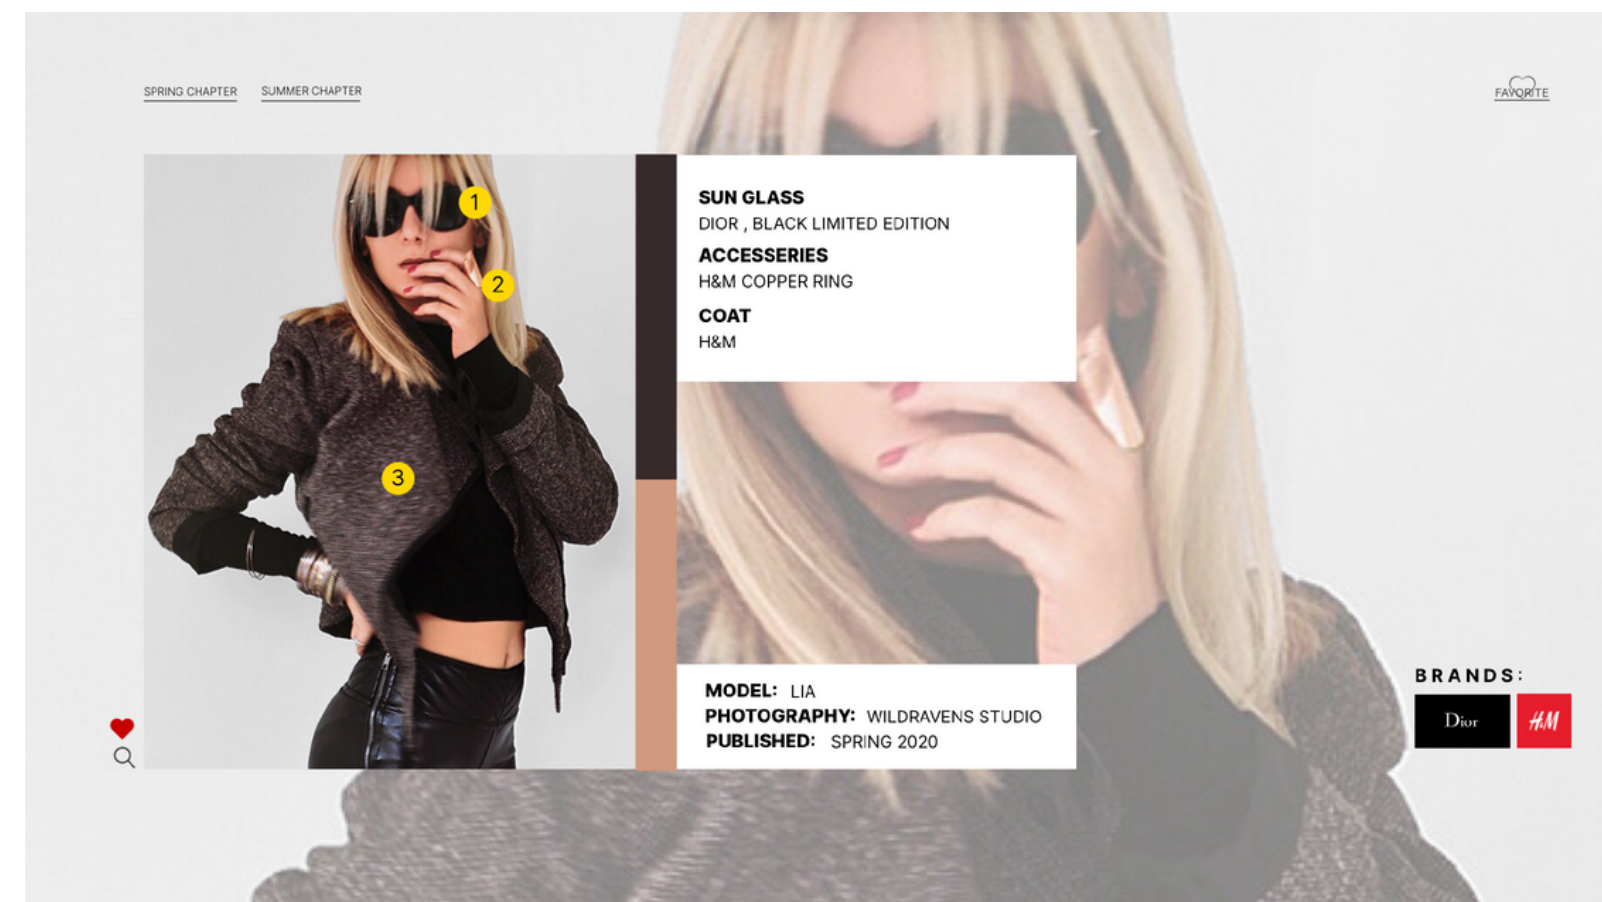 SPRING CHAPTER SUMMER CHAPTER
FAVORITE
1
2
3
SUN GLASS
DIOR , BLACK LIMITED EDITION
ACCESSERIES
H&M COPPER RING
COAT
H&M
MODEL: LIA
PHOTOGRAPHY: WILDRAVENS STUDIO
PUBLISHED: SPRING 2020
BRANDS:
Dior H&M